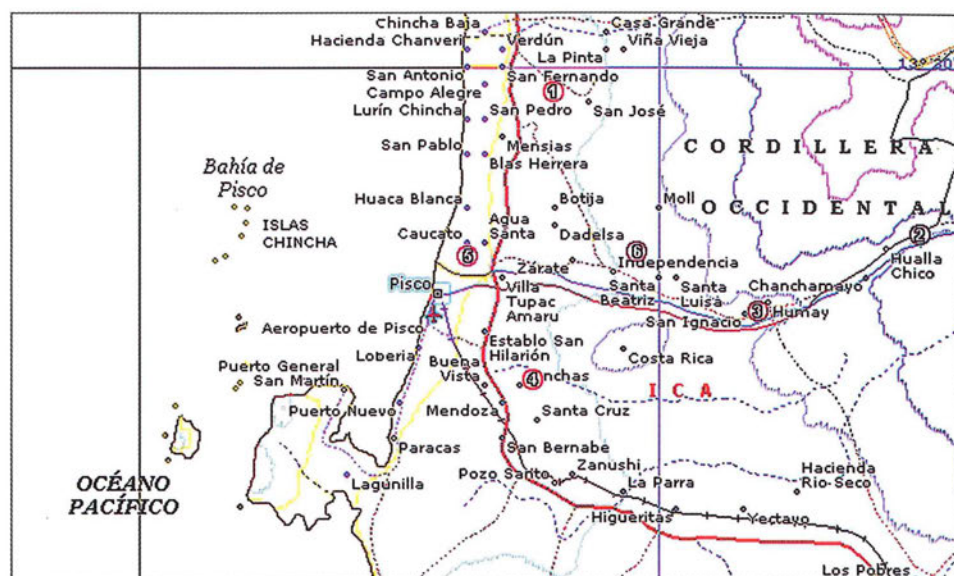 Chincha Baja
Casa Grande
Hacienda Chanveri
Verdún
Viña Vieja
La Pinta
San Antonio
San Fernando
Campo Alegre
1
Lurín Chincha
San Pedro
San José
Mensias
San Pablo
Blas Herrera
CORDILLERA
Bahía de
Pisco
Huaca Blanca
Botija
Moll
OCCIDENTAL
ISLAS
CHINCHA
Agua
Santa
Caucato
Dadelsa
2
5
6
Hualla
Chico
Zárate
Independencia
Pisco
Villa
Tupac
Amaru
Santa
Beatriz
Santa
Luisa
Chanchamayo
3
Humay
San Ignacio
Aeropuerto de Pisco
Establo San
Hilarión
Loberia
Costa Rica
Buena
Vista
Puerto General
San Martín
4
nchas
ICA
Puerto Nuevo
Mendoza
Santa Cruz
Paracas
San Bernabe
Pozo Santo
Zanushi
Hacienda
Rio-Seco
OCÉANO
PACÍFICO
Lagunilla
La Parra
Higueritas
Yectayo
Los Pobres